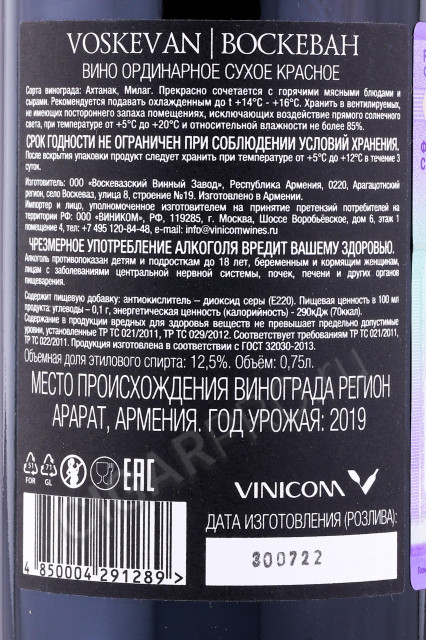 VOSKEVAN | ВОСКЕВАН
ВИНО ОРДИНАРНОЕ СУХОЕ КРАСНОЕ
Сорта винограда: Ахтанак, Милаг. Прекрасно сочетается с горячими мясными блюдами и
сырами. Рекомендуется подавать охлажденным до t +14°C - +16°C. Хранить в вентилируемых,
не имеющих постороннего запаха помещениях, исключающих воздействие прямого солнечного
света, при температуре от +5°C до +20°C и относительной влажности не более 85%.
СРОК ГОДНОСТИ НЕ ОГРАНИЧЕН ПРИ СОБЛЮДЕНИИ УСЛОВИЙ ХРАНЕНИЯ.
После вскрытия упаковки продукт следует хранить при температуре от +5°C до +12°C в течение 3
суток.
Изготовитель: ООО «Воскевазский Винный Завод», Республика Армения, 0220, Арагацотнский
регион, село Воскеваз, улица 8, строение №19. Изготовлено в Армении.
Импортер и лицо, уполномоченное изготовителем на принятие претензий потребителей на
территории РФ: ООО «ВИНИКОМ», РФ, 119285, г. Москва, Шоссе Воробьёвское, дом 6, этаж 1
помещение 4, тел: +7 495 120-84-48, e-mail: info@vinicomwines.ru
ЧРЕЗМЕРНОЕ УПОТРЕБЛЕНИЕ АЛКОГОЛЯ ВРЕДИТ ВАШЕМУ ЗДОРОВЬЮ.
Алкоголь противопоказан детям и подросткам до 18 лет, беременным и кормящим женщинам,
лицам с заболеваниями центральной нервной системы, почек, печени и других органов
пищеварения.
Содержит пищевую добавку: антиокислитель – диоксид серы (Е220). Пищевая ценность в 100 мл
продукта: углеводы – 0,1 г, энергетическая ценность (калорийность) - 290кДж (70ккал).
Содержание в продукции вредных для здоровья веществ не превышает предельно допустимые
уровни, установленные ТР ТС 021/2011, ТР ТС 029/2012. Соответствует требованиям ТР ТС 021/2011,
ТР ТС 022/2011. Продукция изготовлена в соответствии с ГОСТ 32030-2013.
Объемная доля этилового спирта: 12,5%. Объём: 0,75л.
МЕСТО ПРОИСХОЖДЕНИЯ ВИНОГРАДА РЕГИОН
АРАРАТ, АРМЕНИЯ. ГОД УРОЖАЯ: 2019
51 71 EAC
FOR GL
VINICOM
ДАТА ИЗГОТОВЛЕНИЯ (РОЗЛИВА):
300722
4 850004 291289 >